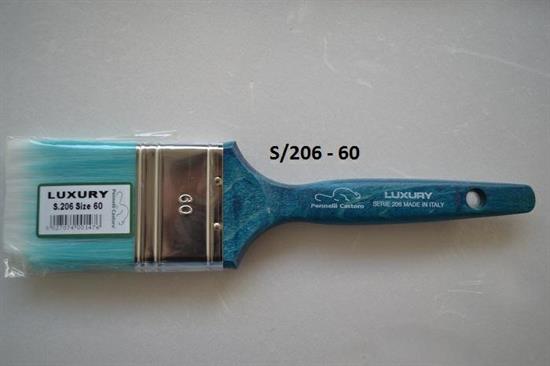 S/206 - 60
LUXURY
S.206 Size 60
Pennelli Castoro
60
Pennelli Castoro
LUXURY
SERIE 206 MADE IN ITALY